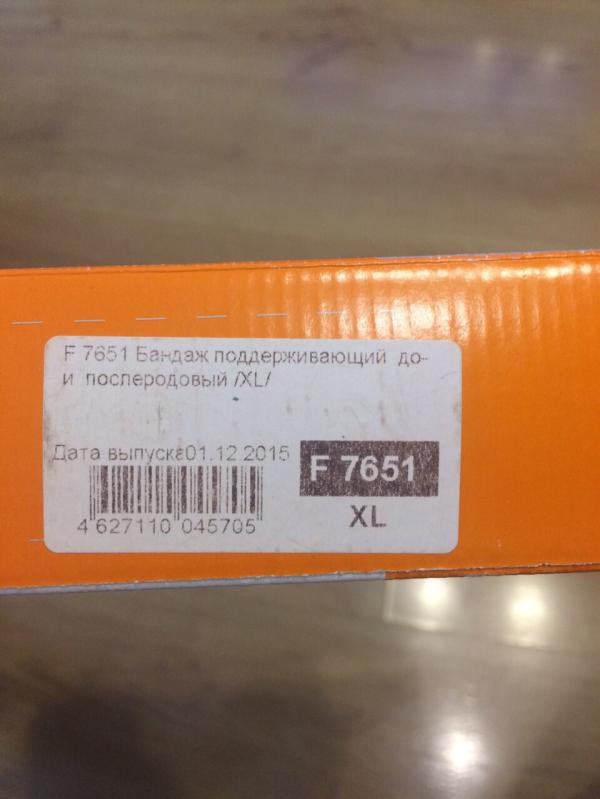 F 7651 Бандаж поддерживающий до-
и послеродовый /XL/
Дата выпуска01.12.2015
F 7651
XL
4 627110 045705